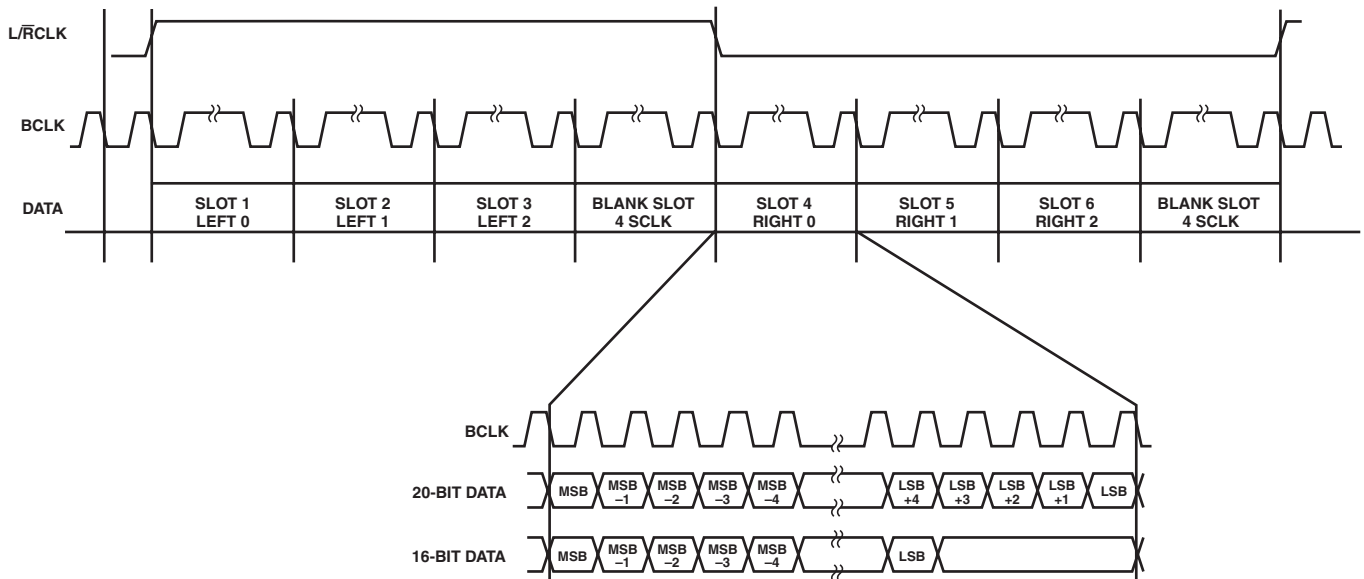 L/R̅CLK
BCLK
DATA
SLOT 1
LEFT 0
SLOT 2
LEFT 1
SLOT 3
LEFT 2
BLANK SLOT
4 SCLK
SLOT 4
RIGHT 0
SLOT 5
RIGHT 1
SLOT 6
RIGHT 2
BLANK SLOT
4 SCLK
BCLK
20-BIT DATA
MSB
MSB
–1
MSB
–2
MSB
–3
MSB
–4
LSB
+4
LSB
+3
LSB
+2
LSB
+1
LSB
16-BIT DATA
MSB
MSB
–1
MSB
–2
MSB
–3
MSB
–4
LSB